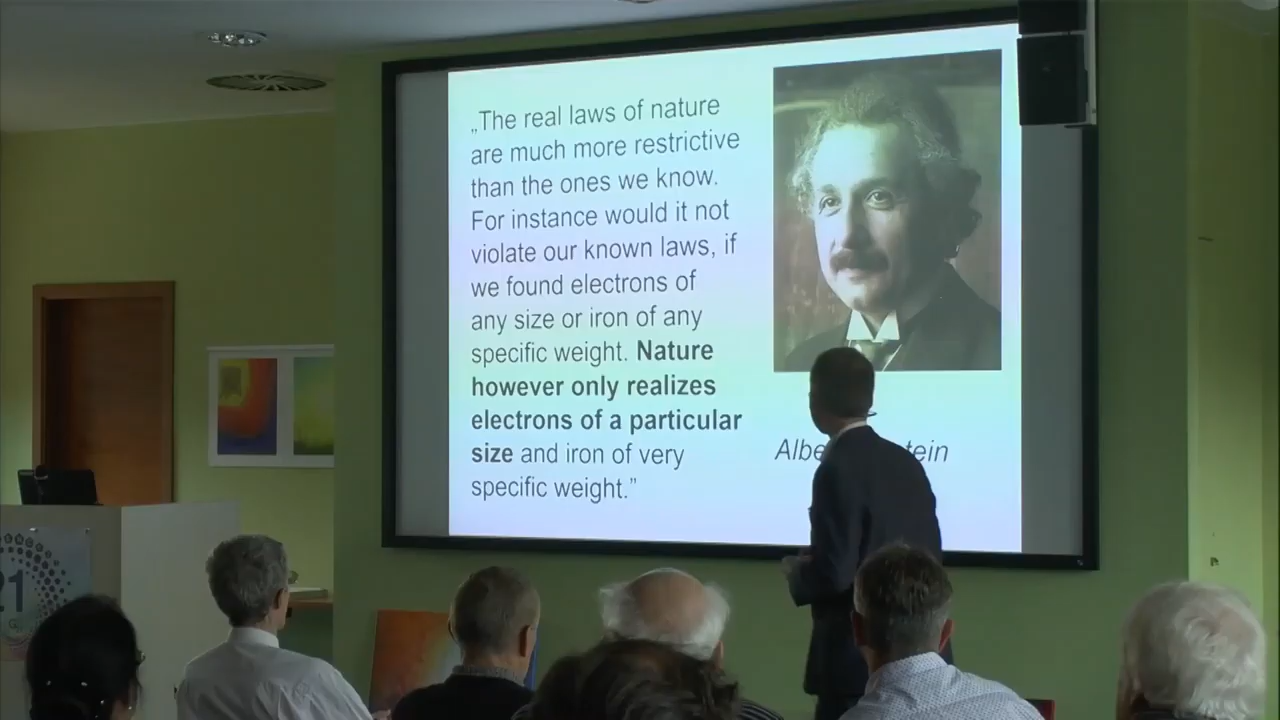 „The real laws of nature
are much more restrictive
than the ones we know.
For instance would it not
violate our known laws, if
we found electrons of
any size or iron of any
specific weight. Nature
however only realizes
electrons of a particular
size and iron of very
specific weight.”
21